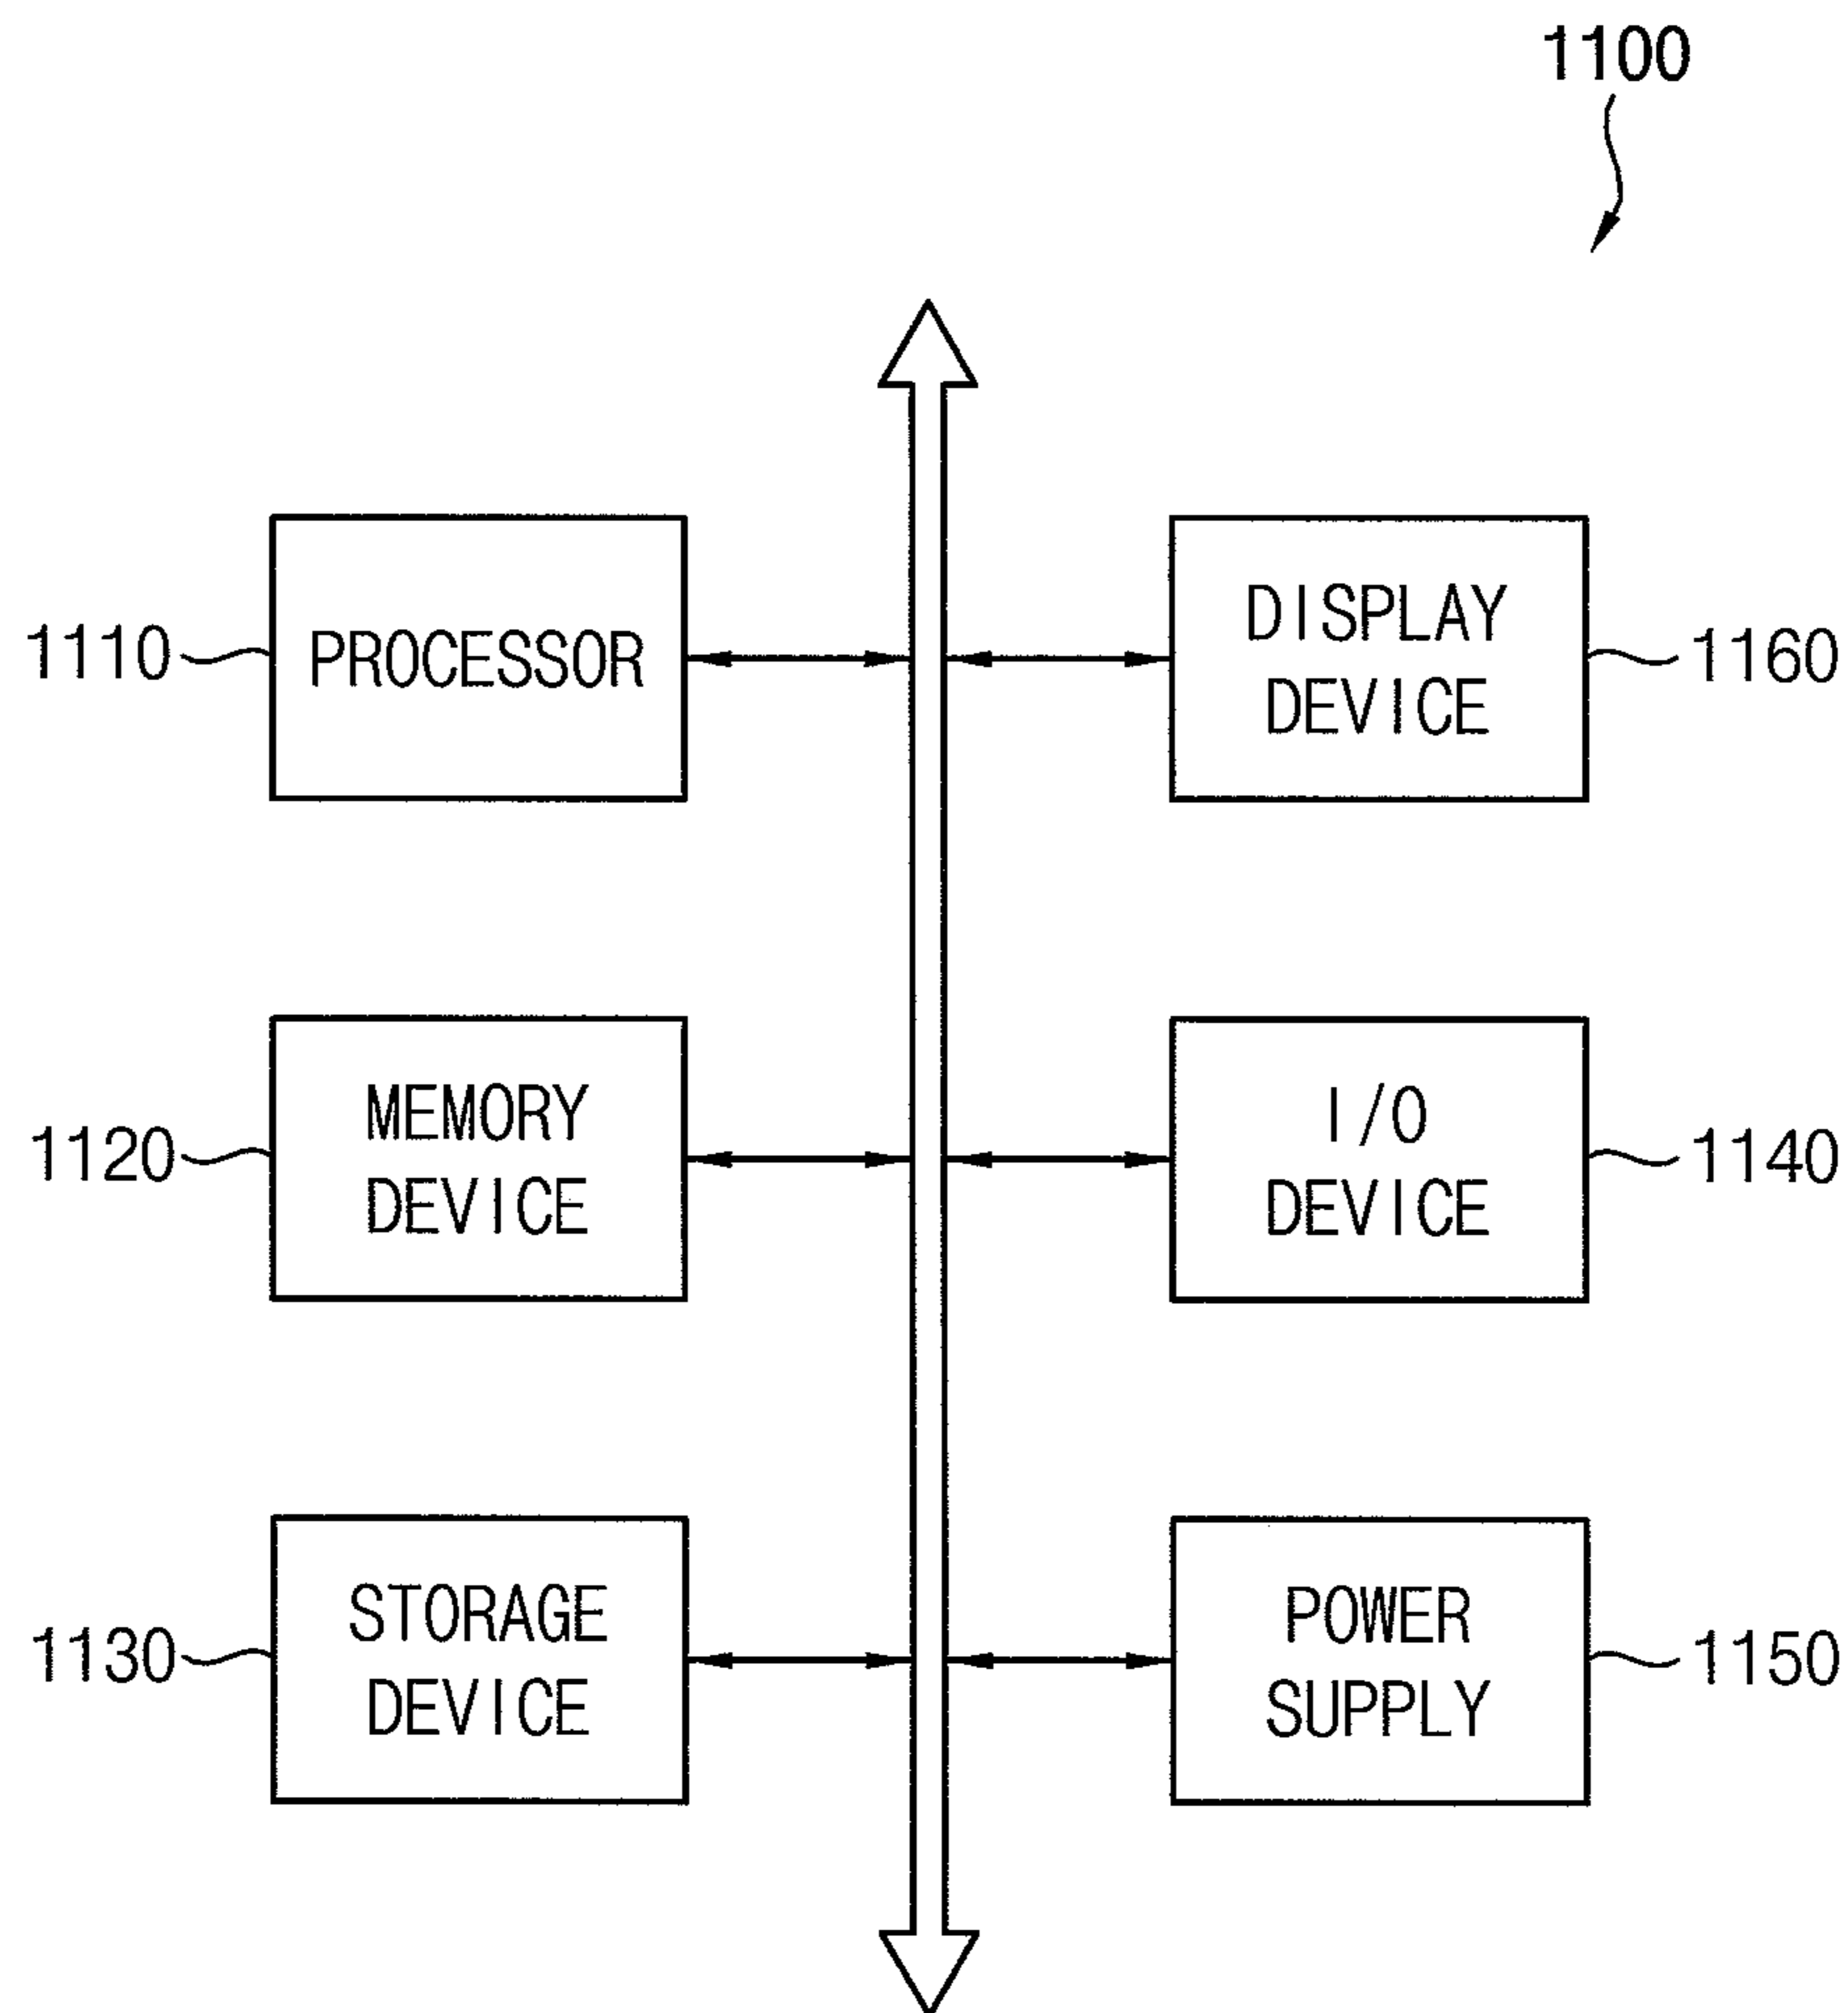 1100
1110
PROCESSOR
DISPLAY
DEVICE
1160
1120
MEMORY
DEVICE
I/O
DEVICE
1140
1130
STORAGE
DEVICE
POWER
SUPPLY
1150